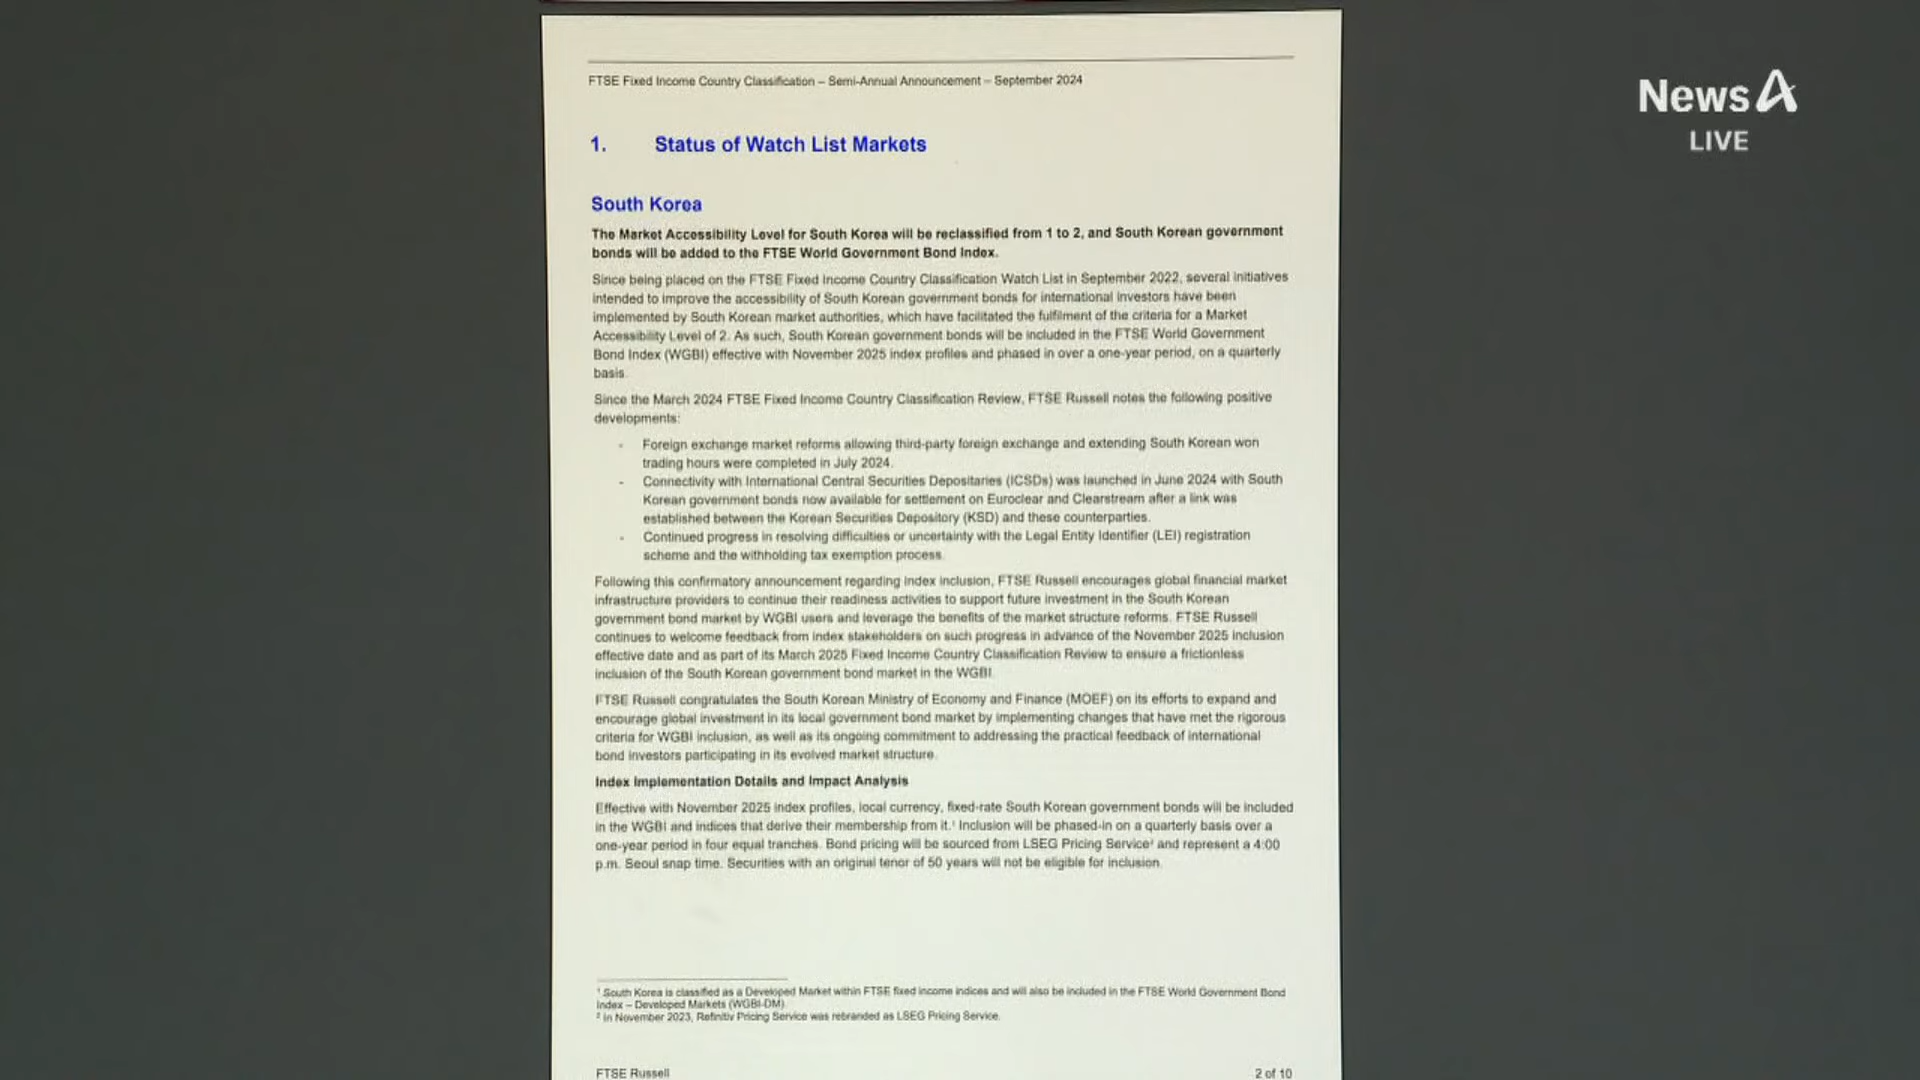 FTSE Fixed Income Country Classification – Semi-Annual Announcement – September 2024
News A
LIVE
1. Status of Watch List Markets
South Korea
The Market Accessibility Level for South Korea will be reclassified from 1 to 2, and South Korean government
bonds will be added to the FTSE World Government Bond Index.
Since being placed on the FTSE Fixed Income Country Classification Watch List in September 2022, several initiatives
intended to improve the accessibility of South Korean government bonds for international investors have been
implemented by South Korean market authorities, which have facilitated the fulfilment of the criteria for a Market
Accessibility Level of 2. As such, South Korean government bonds will be included in the FTSE World Government
Bond Index (WGBI) effective with November 2025 index profiles and phased in over a one-year period, on a quarterly
basis.
Since the March 2024 FTSE Fixed Income Country Classification Review, FTSE Russell notes the following positive
developments:
- Foreign exchange market reforms allowing third-party foreign exchange and extending South Korean won
trading hours were completed in July 2024.
- Connectivity with International Central Securities Depositaries (ICSDs) was launched in June 2024 with South
Korean government bonds now available for settlement on Euroclear and Clearstream after a link was
established between the Korean Securities Depository (KSD) and these counterparties.
- Continued progress in resolving difficulties or uncertainty with the Legal Entity Identifier (LEI) registration
scheme and the withholding tax exemption process.
Following this confirmatory announcement regarding index inclusion, FTSE Russell encourages global financial market
infrastructure providers to continue their readiness activities to support future investment in the South Korean
government bond market by WGBI users and leverage the benefits of the market structure reforms. FTSE Russell
continues to welcome feedback from index stakeholders on such progress in advance of the November 2025 inclusion
effective date and as part of its March 2025 Fixed Income Country Classification Review to ensure a frictionless
inclusion of the South Korean government bond market in the WGBI.
FTSE Russell congratulates the South Korean Ministry of Economy and Finance (MOEF) on its efforts to expand and
encourage global investment in its local government bond market by implementing changes that have met the rigorous
criteria for WGBI inclusion, as well as its ongoing commitment to addressing the practical feedback of international
bond investors participating in its evolved market structure.
Index Implementation Details and Impact Analysis
Effective with November 2025 index profiles, local currency, fixed-rate South Korean government bonds will be included
in the WGBI and indices that derive their membership from it.¹ Inclusion will be phased-in on a quarterly basis over a
one-year period in four equal tranches. Bond pricing will be sourced from LSEG Pricing Service² and represent a 4:00
p.m. Seoul snap time. Securities with an original tenor of 50 years will not be eligible for inclusion.
¹ South Korea is classified as a Developed Market within FTSE fixed income indices and will also be included in the FTSE World Government Bond
Index – Developed Markets (WGBI-DM).
² In November 2023, Refinitiv Pricing Service was rebranded as LSEG Pricing Service.
FTSE Russell 2 of 10